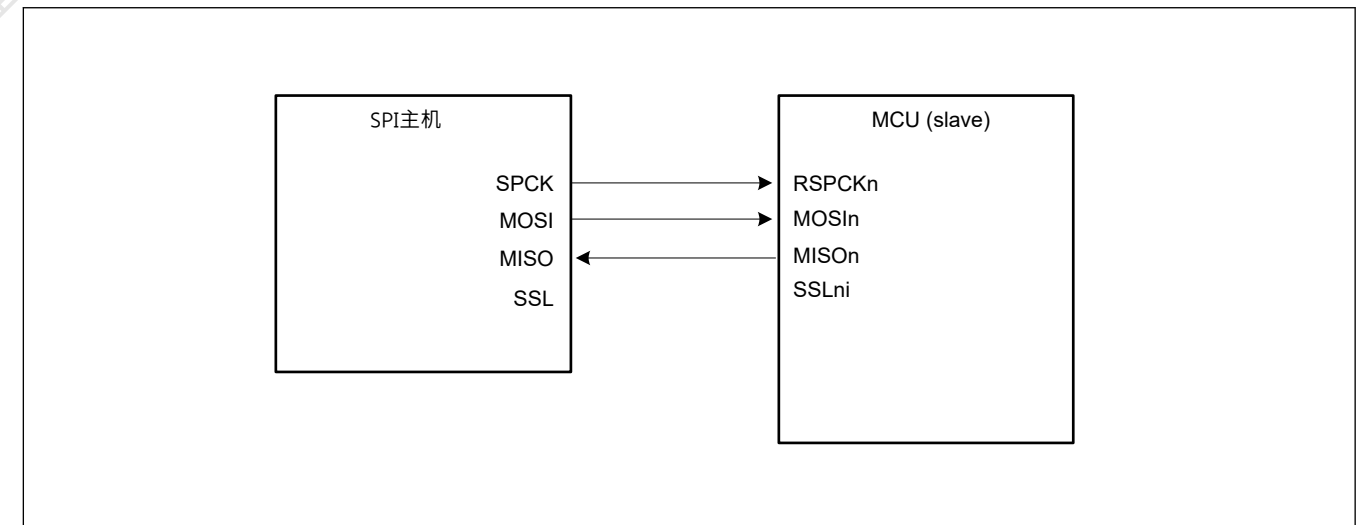 SPI主机
SPCK
MOSI
MISO
SSL
MCU (slave)
RSPCKn
MOSIn
MISOn
SSLni